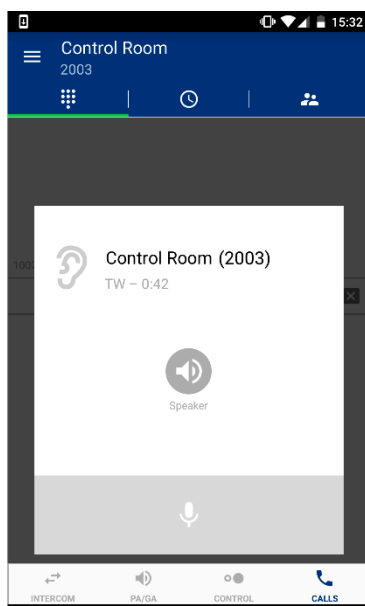 15:32
Control Room
2003
Control Room (2003)
TW – 0:42
Speaker
INTERCOM
PA/GA
CONTROL
CALLS